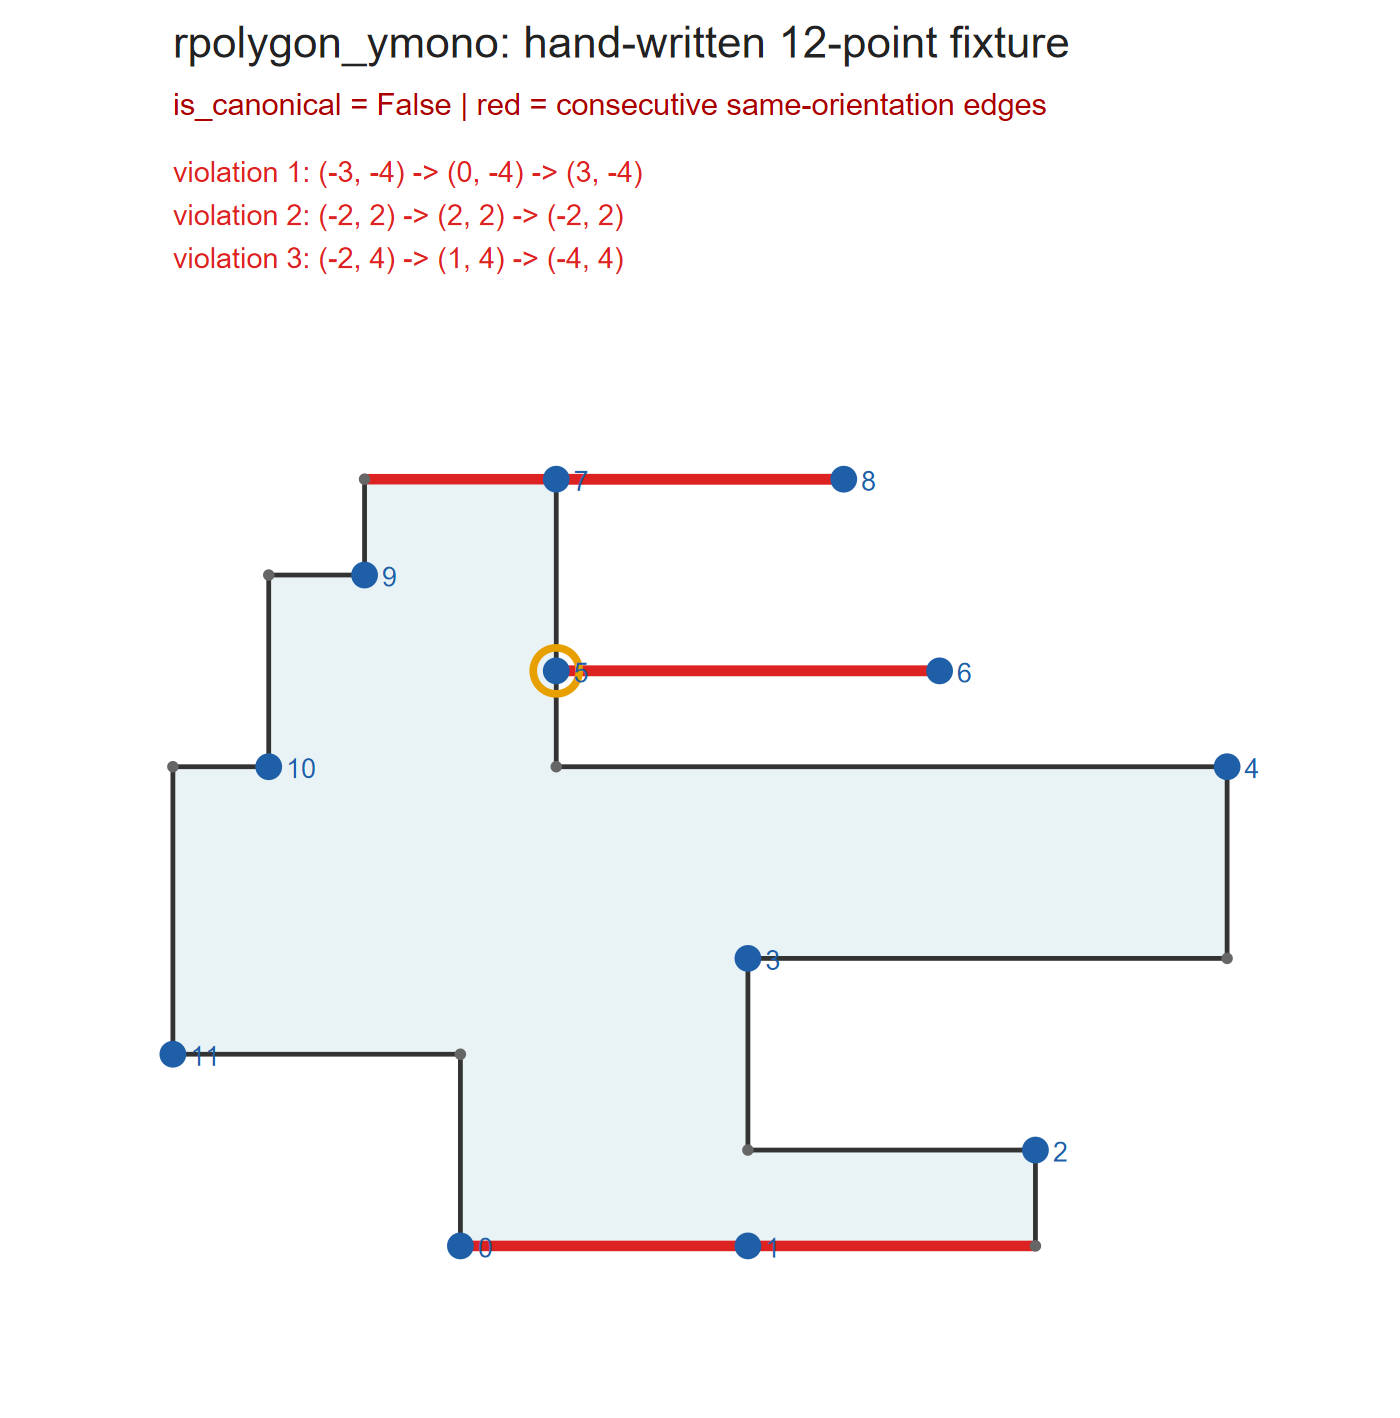 rpolygon_ymono: hand-written 12-point fixture
is_canonical = False | red = consecutive same-orientation edges
violation 1: (-3, -4) -> (0, -4) -> (3, -4)
violation 2: (-2, 2) -> (2, 2) -> (-2, 2)
violation 3: (-2, 4) -> (1, 4) -> (-4, 4)
7
8
9
5
6
10
4
3
11
2
0
1